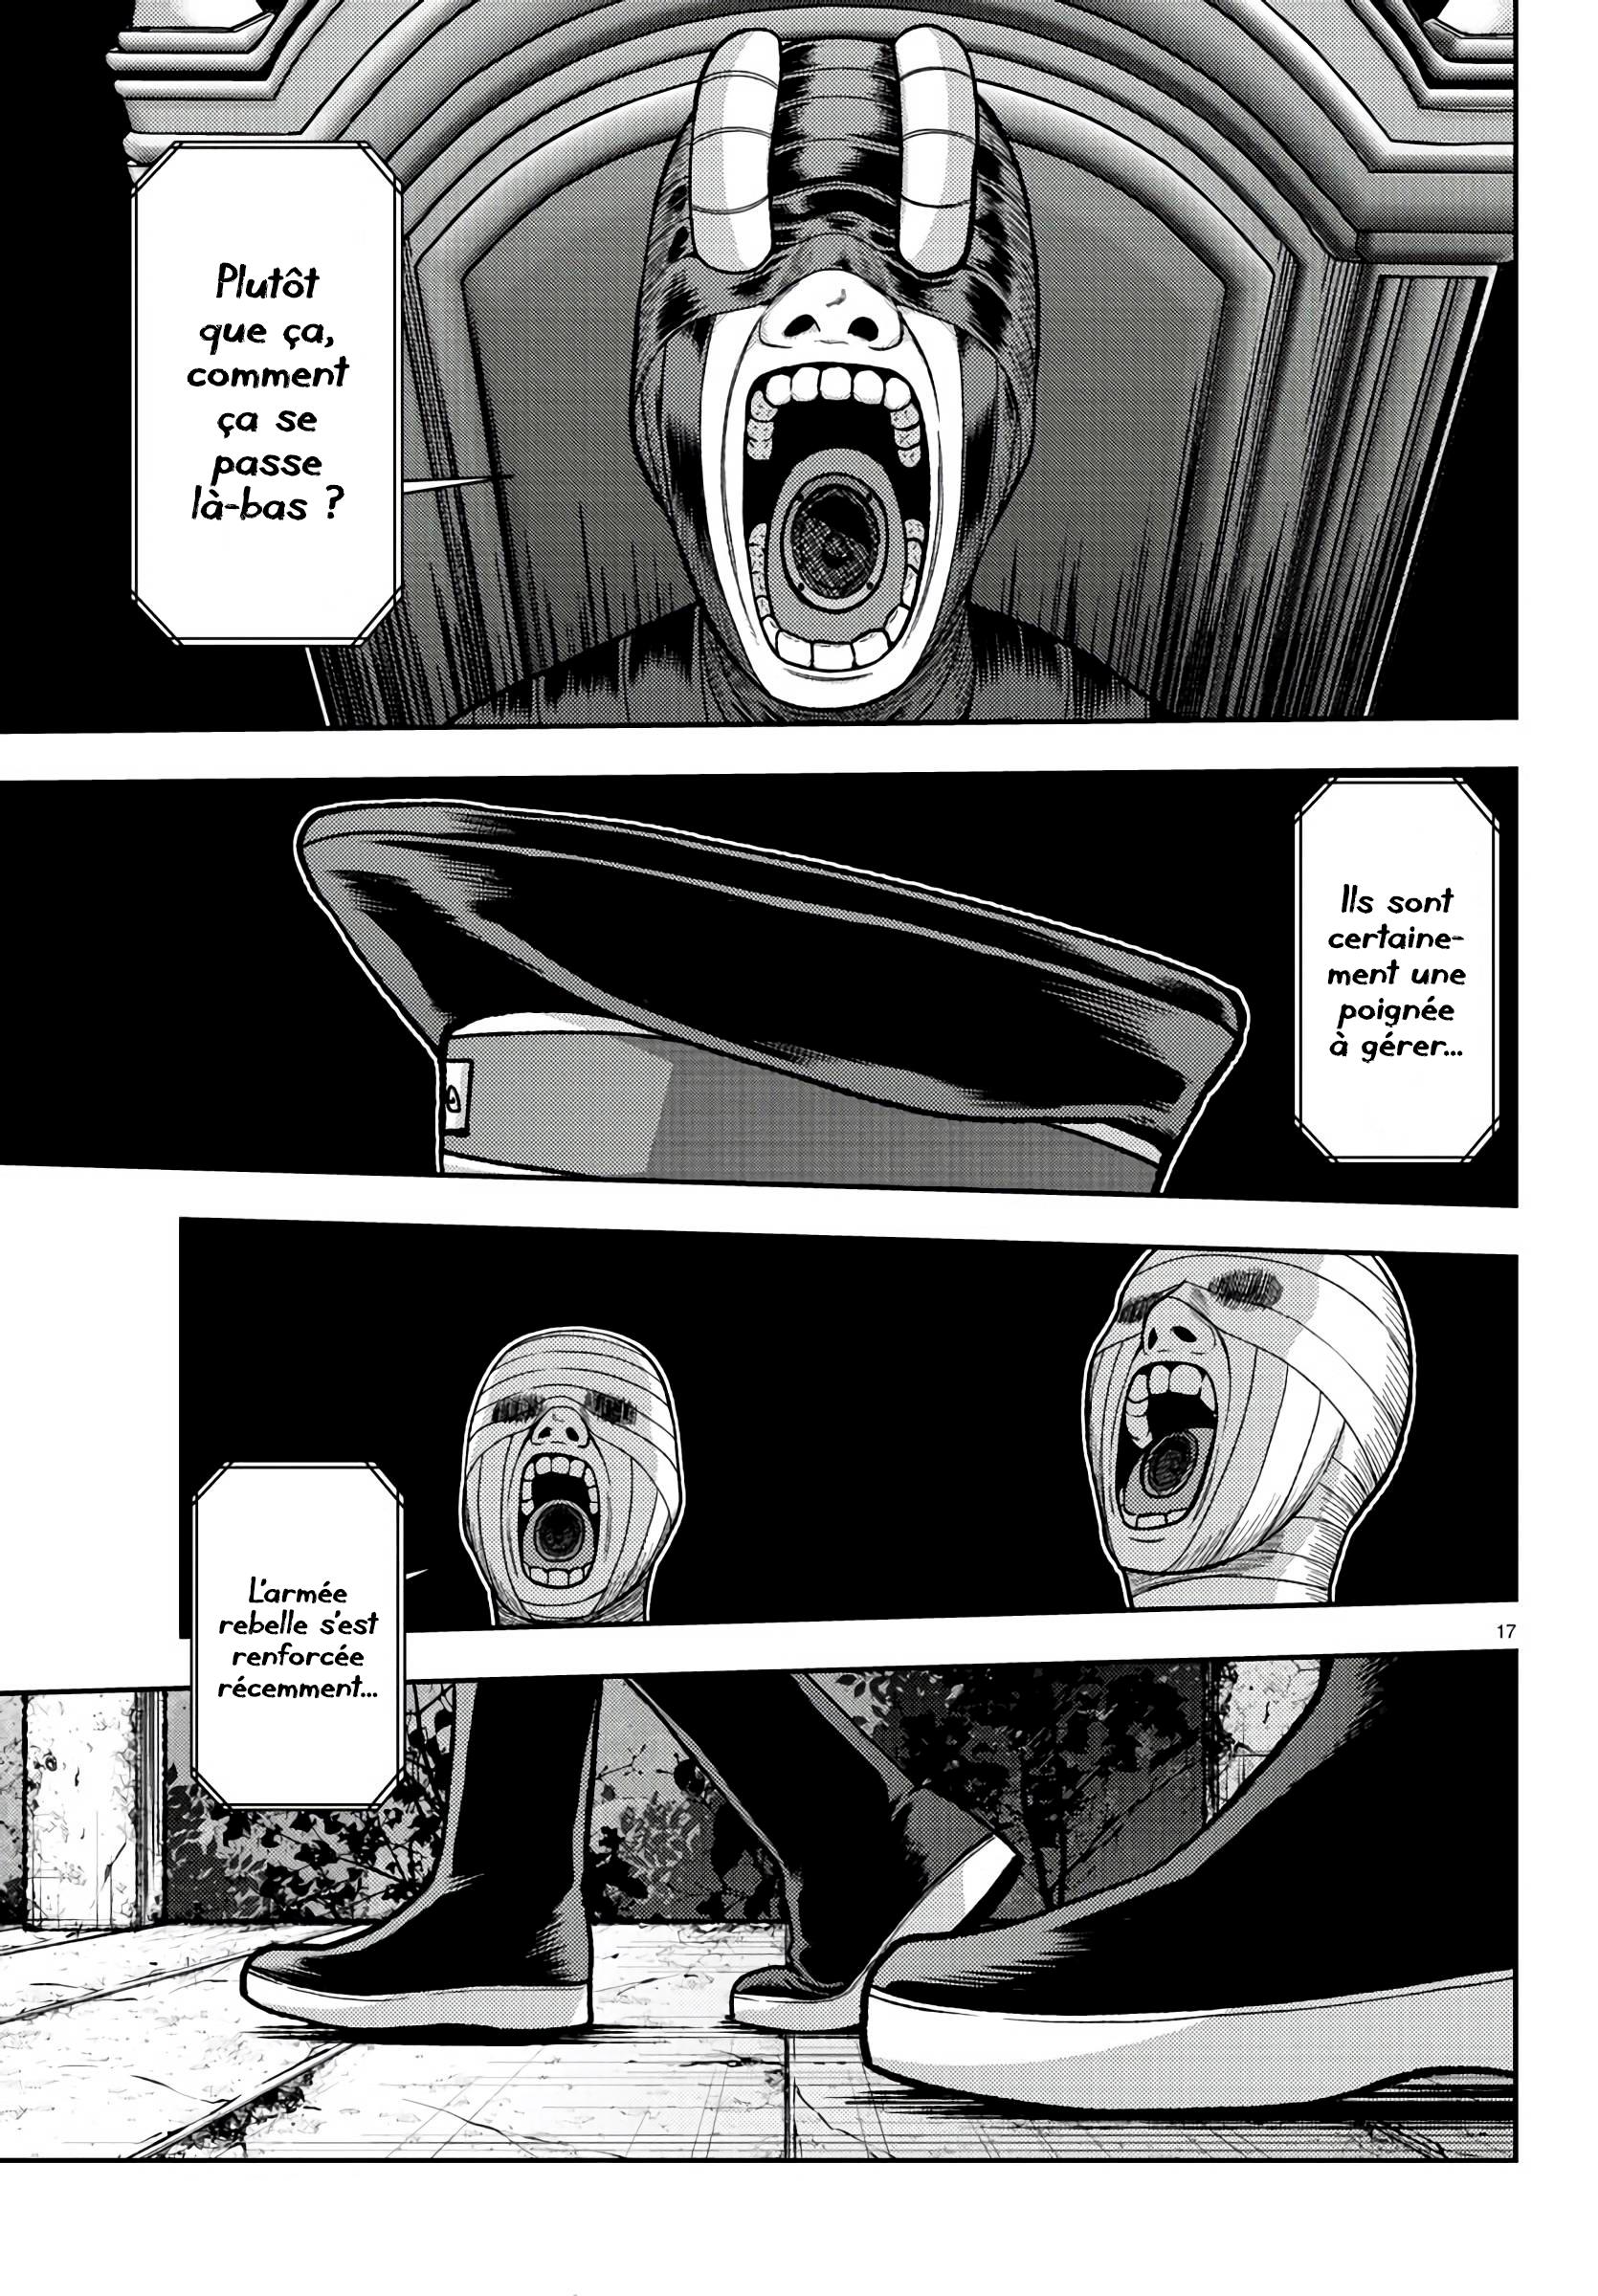 Plutôt
que ça,
comment
ça se
passe
là-bas ?
Ils sont
certaine-
ment une
poignée
à gérer...
L'armée
rebelle s'est
renforcée
récemment...
17